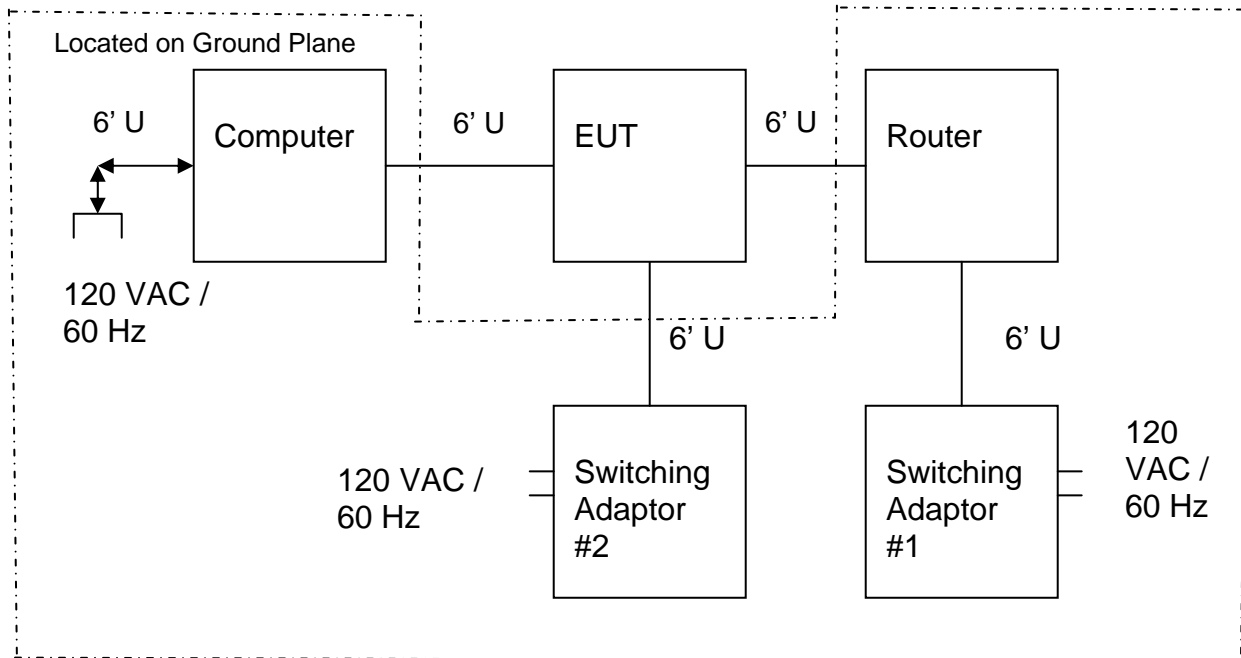 Located on Ground Plane
6’ U
Computer
6’ U
EUT
6’ U
Router
120 VAC /
60 Hz
6’ U
6’ U
120 VAC /
60 Hz
Switching
Adaptor
#2
Switching
Adaptor
#1
120
VAC /
60 Hz